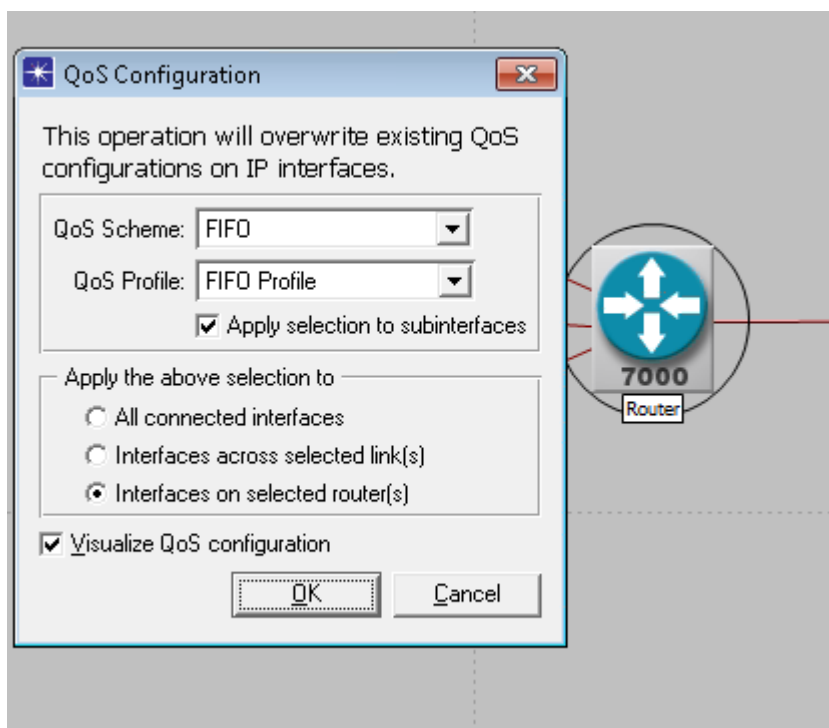 QoS Configuration
This operation will overwrite existing QoS
configurations on IP interfaces.
QoS Scheme: FIFO
QoS Profile: FIFO Profile
Apply selection to subinterfaces
Apply the above selection to
All connected interfaces
Interfaces across selected link(s)
Interfaces on selected router(s)
Visualize QoS configuration
OK Cancel
7000
Router